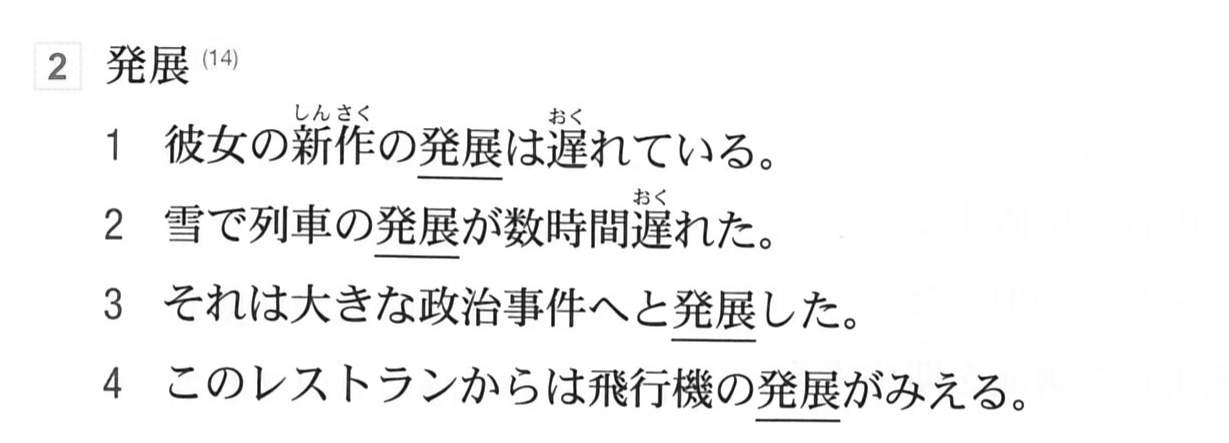 2 発展 (14)
しんさく おく
1 彼女の新作の発展は遅れている。
おく
2 雪で列車の発展が数時間遅れた。
3 それは大きな政治事件へと発展した。
4 このレストランからは飛行機の発展がみえる。